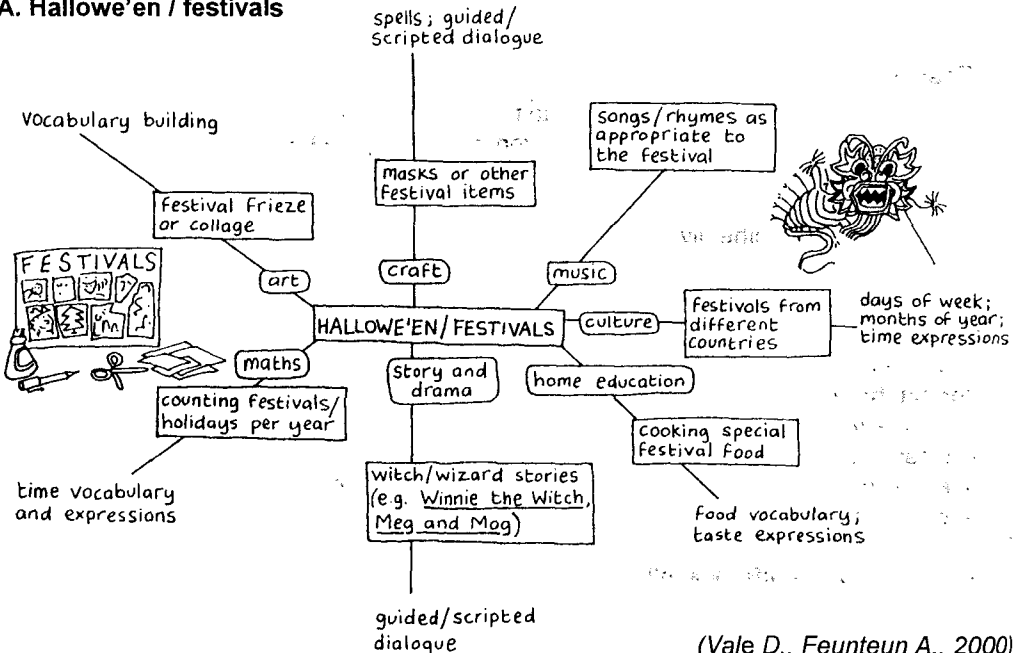 A. Hallowe'en / festivals
spells; guided/
scripted dialogue
vocabulary building
songs/rhymes as
appropriate to
the festival
masks or other
festival items
festival frieze
or collage
FESTIVALS
art
craft
music
HALLOWE'EN/FESTIVALS
culture
festivals from
different
countries
days of week;
months of year;
time expressions
maths
story and
drama
home education
counting festivals/
holidays per year
cooking special
festival food
witch/wizard stories
(e.g. Winnie the Witch,
Meg and Mog)
time vocabulary
and expressions
food vocabulary;
taste expressions
guided/scripted
dialogue
(Vale D., Feunteun A., 2000)